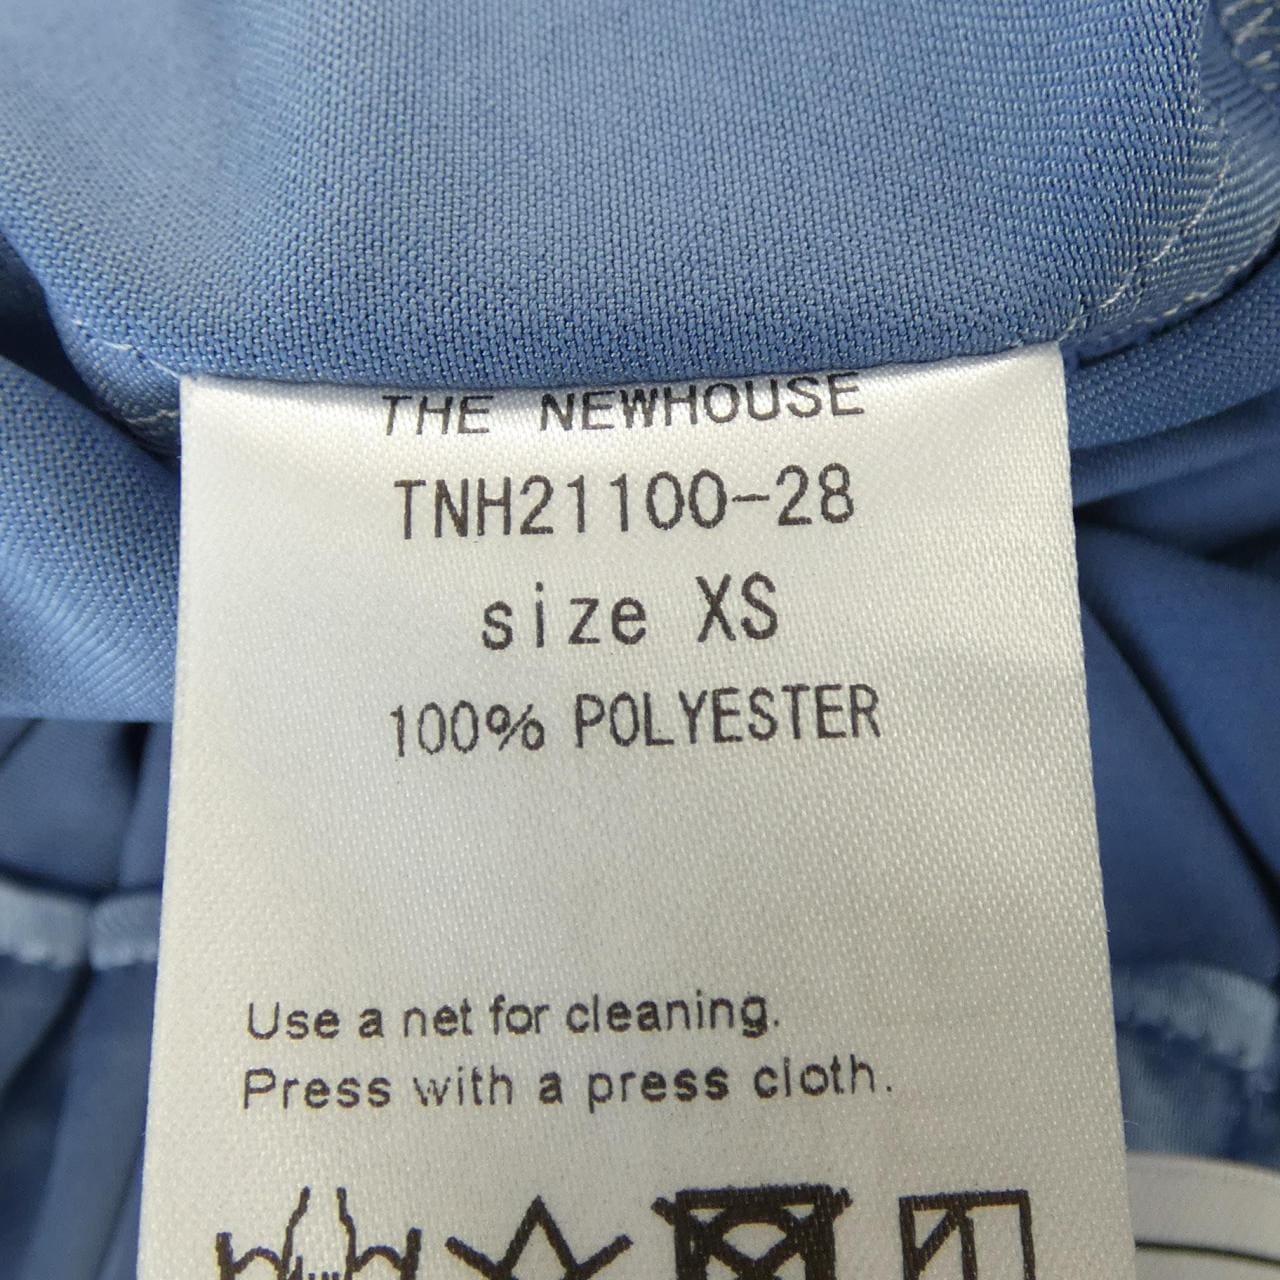 THE NEWHOUSE
TNH21100-28
size XS
100% POLYESTER
Use a net for cleaning.
Press with a press cloth.